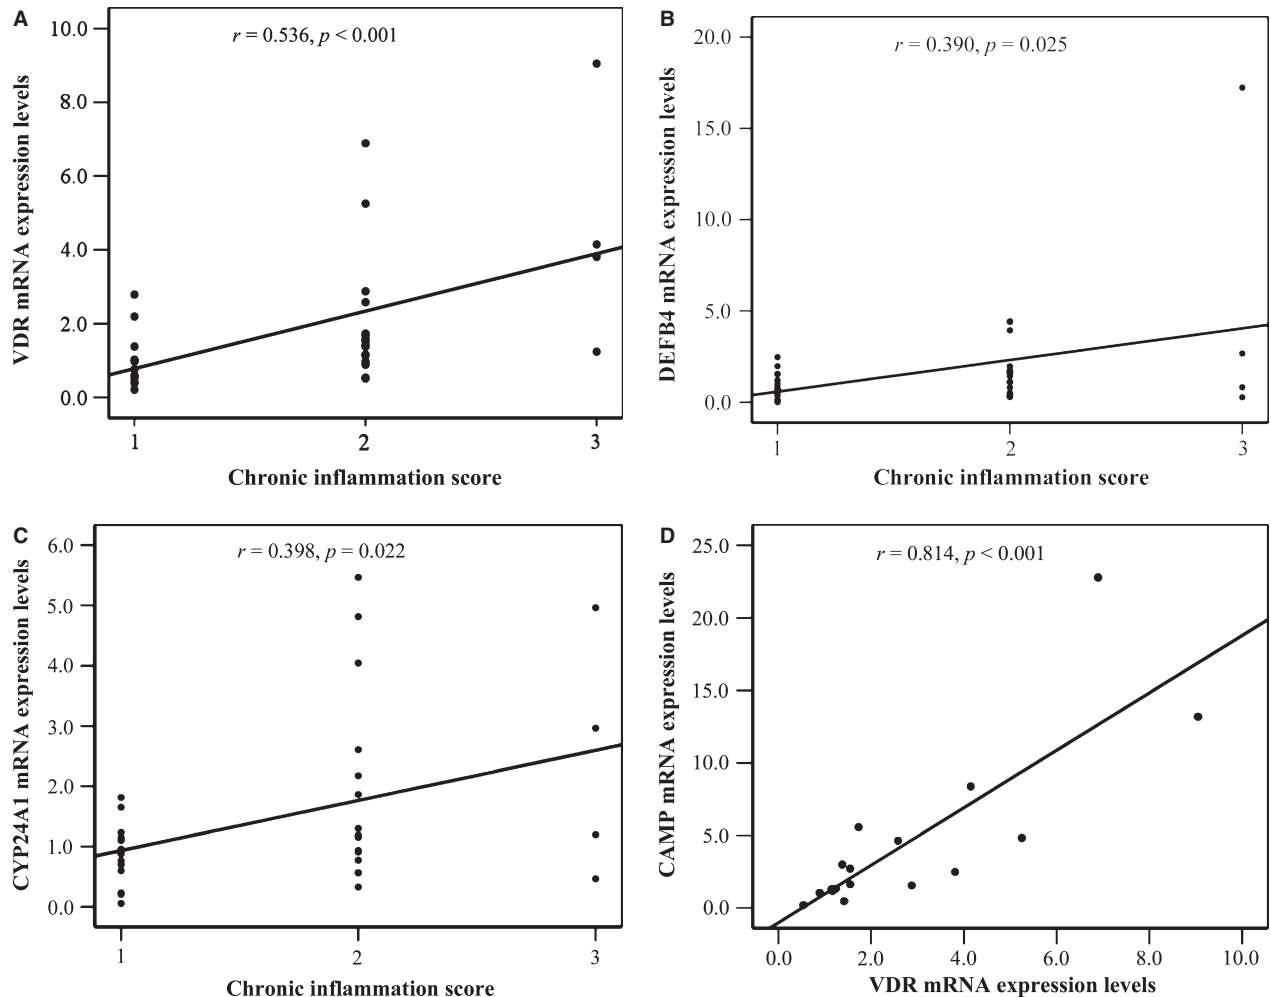 A
r = 0.536, p < 0.001
10.0
8.0
6.0
4.0
2.0
0.0
VDR mRNA expression levels
1 2 3
Chronic inflammation score
B
r = 0.390, p = 0.025
20.0
15.0
10.0
5.0
0.0
DEFB4 mRNA expression levels
1 2 3
Chronic inflammation score
C
r = 0.398, p = 0.022
6.0
5.0
4.0
3.0
2.0
1.0
0.0
CYP24A1 mRNA expression levels
1 2 3
Chronic inflammation score
D
r = 0.814, p < 0.001
25.0
20.0
15.0
10.0
5.0
0.0
CAMP mRNA expression levels
0.0 2.0 4.0 6.0 8.0 10.0
VDR mRNA expression levels